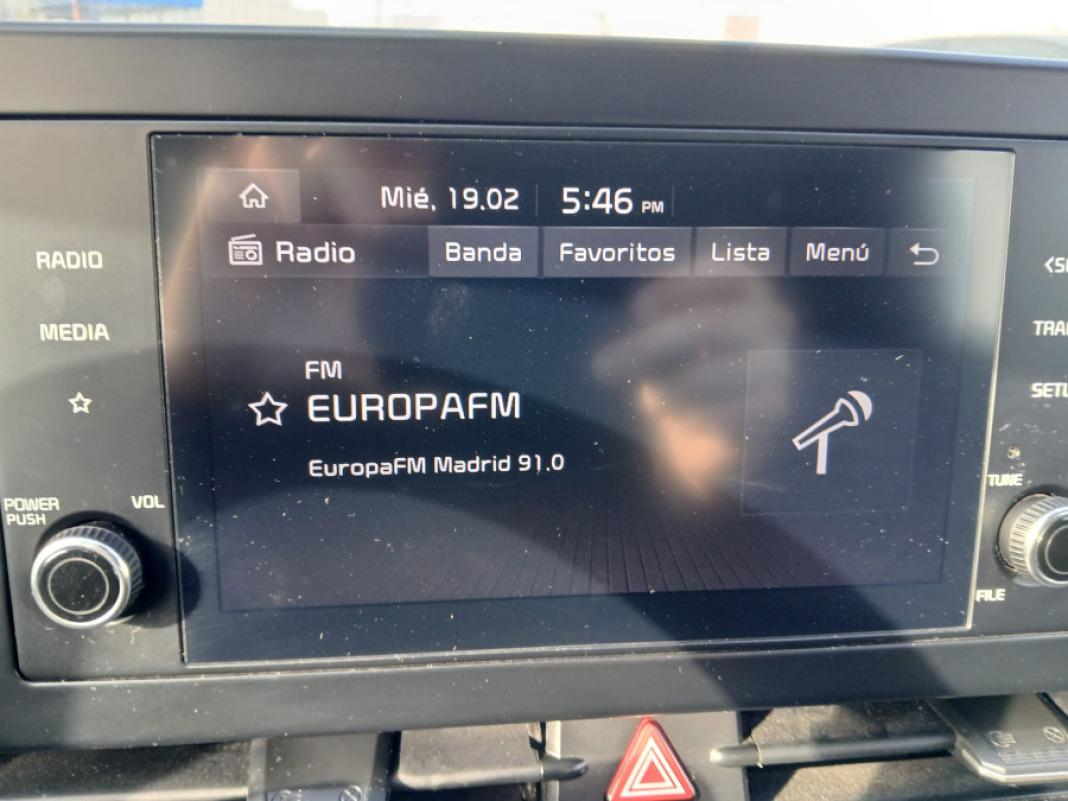 Mié. 19.02 5:46 PM
Radio Banda Favoritos Lista Menú
RADIO
MEDIA
FM
EUROPAFM
EuropaFM Madrid 91.0
POWER
PUSH
VOL
TUNE
FILE